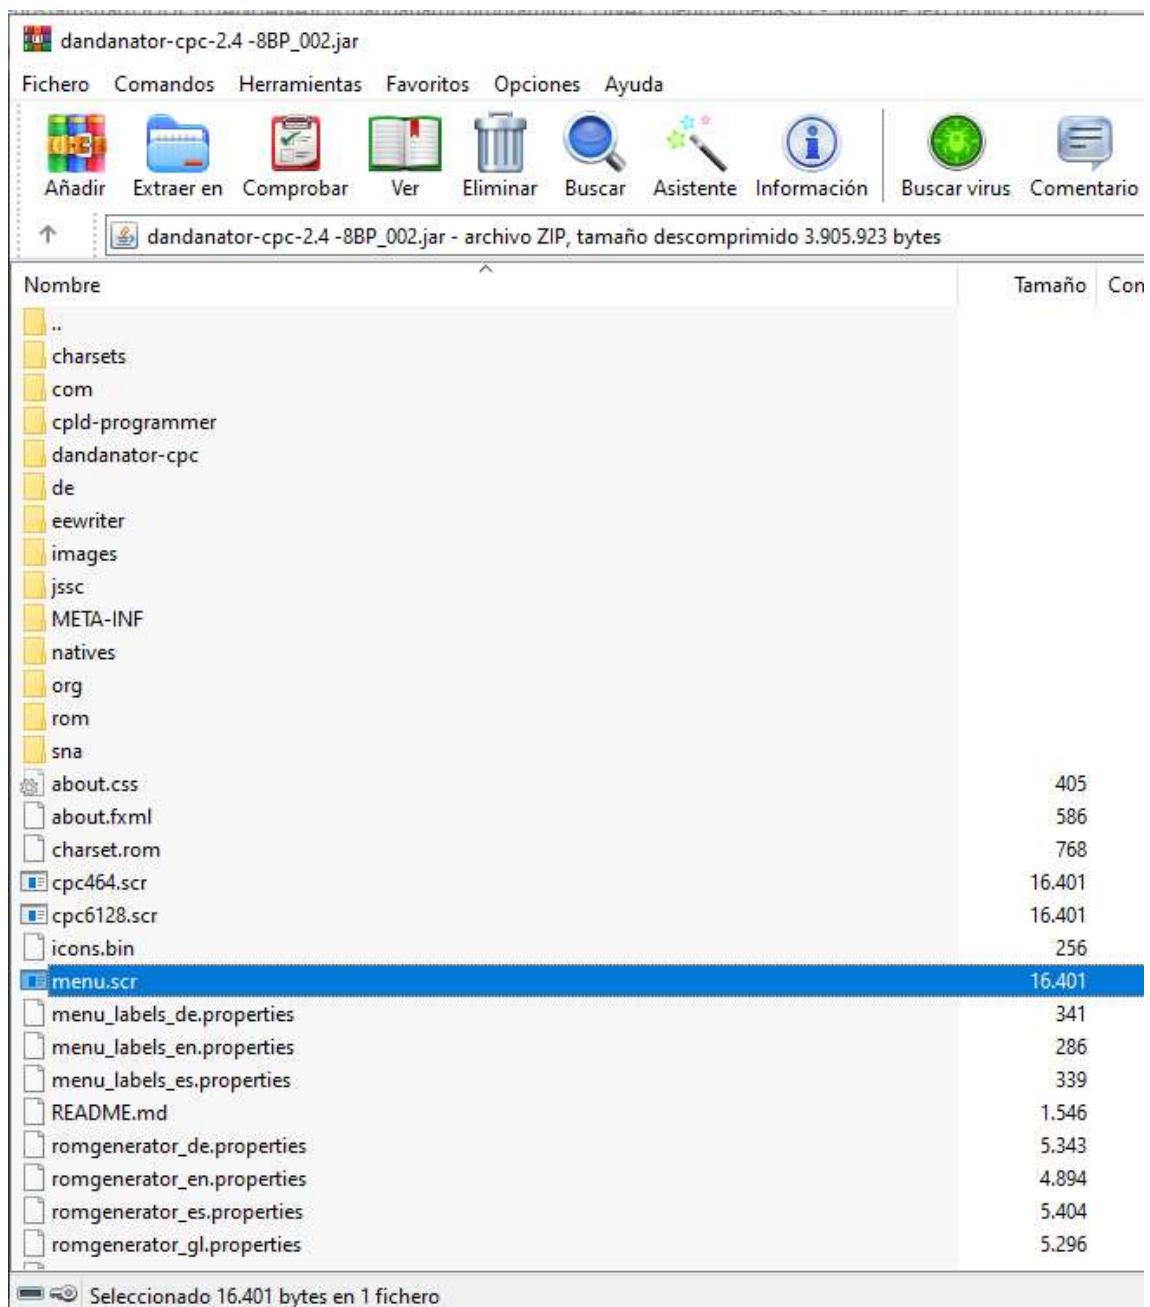 dandanator-cpc-2.4 -8BP_002.jar
Fichero Comandos Herramientas Favoritos Opciones Ayuda
Añadir Extraer en Comprobar Ver Eliminar Buscar Asistente Información Buscar virus Comentario
dandanator-cpc-2.4 -8BP_002.jar - archivo ZIP, tamaño descomprimido 3.905.923 bytes
Nombre Tamaño Con
..
charsets
com
cpld-programmer
dandanator-cpc
de
eewriter
images
jssc
META-INF
natives
org
rom
sna
about.css 405
about.fxml 586
charset.rom 768
cpc464.scr 16.401
cpc6128.scr 16.401
icons.bin 256
menu.scr 16.401
menu_labels_de.properties 341
menu_labels_en.properties 286
menu_labels_es.properties 339
README.md 1.546
romgenerator_de.properties 5.343
romgenerator_en.properties 4.894
romgenerator_es.properties 5.404
romgenerator_gl.properties 5.296
Seleccionado 16.401 bytes en 1 fichero